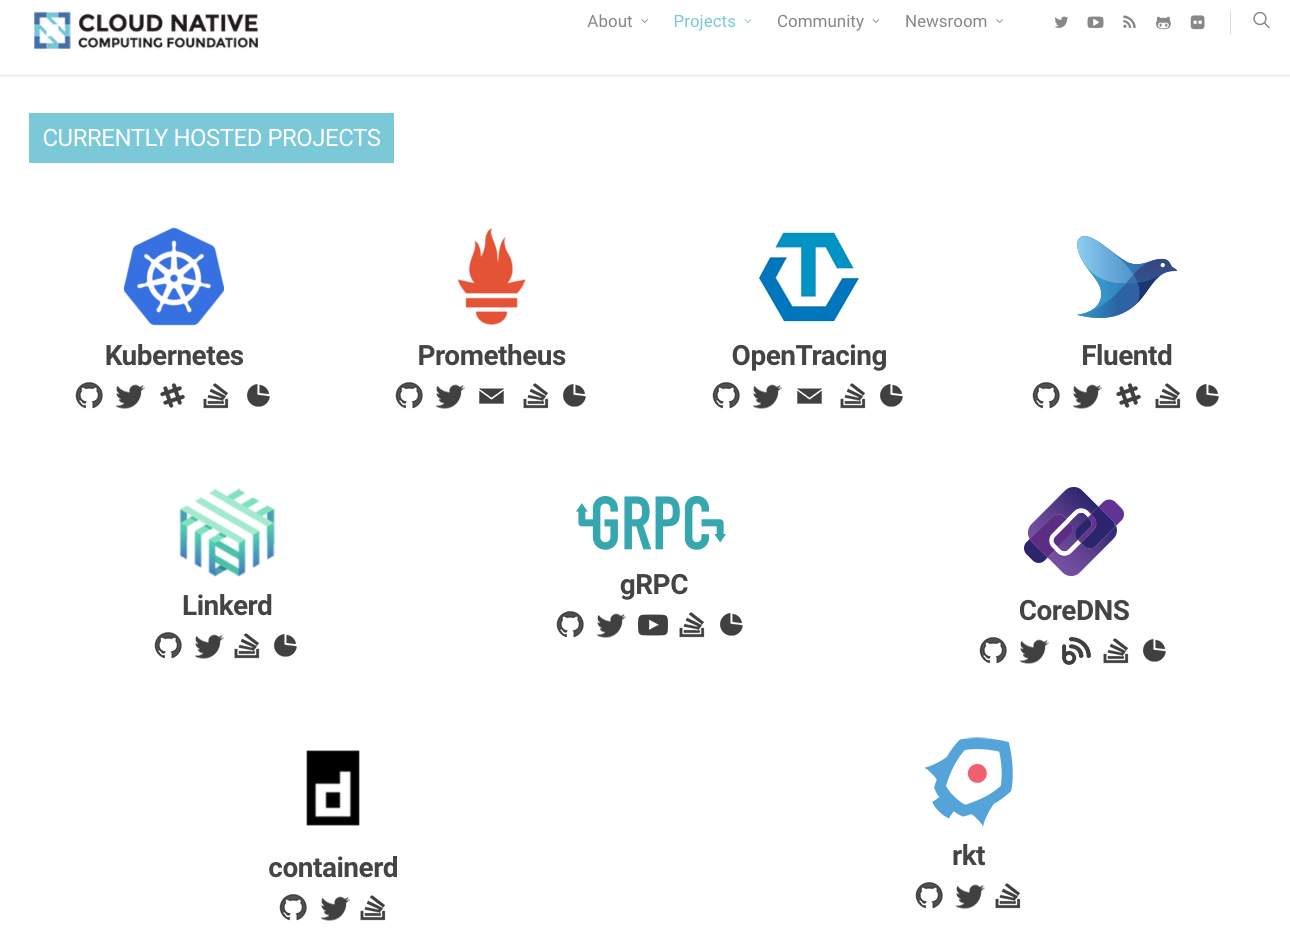 CLOUD NATIVE
COMPUTING FOUNDATION
About Projects Community Newsroom
CURRENTLY HOSTED PROJECTS
Kubernetes
Prometheus
OpenTracing
Fluentd
Linkerd
GRPC
gRPC
CoreDNS
d
containerd
rkt